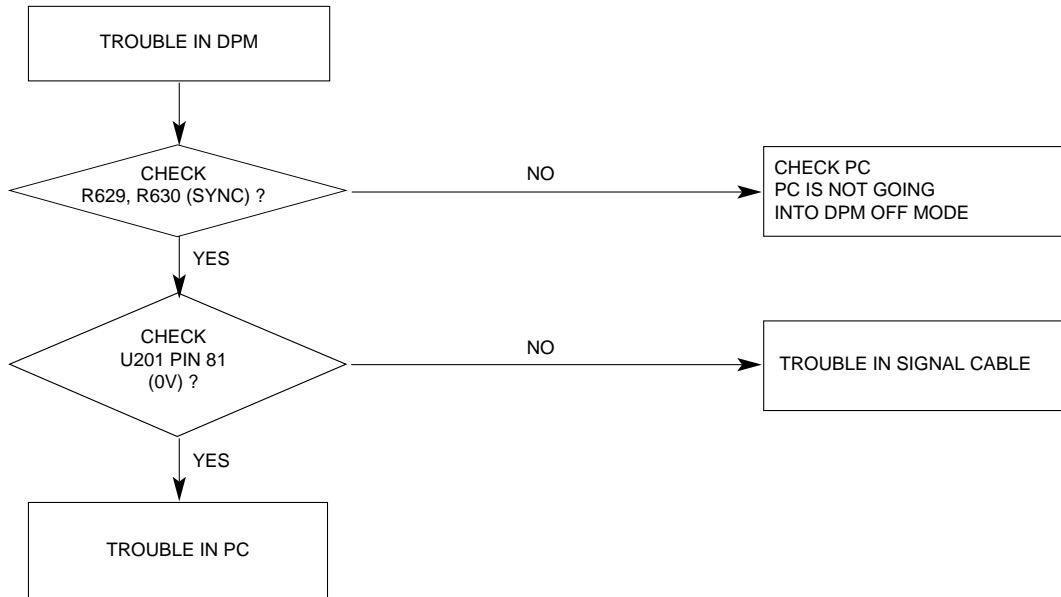 TROUBLE IN DPM
CHECK
R629, R630 (SYNC) ?
NO
CHECK PC
PC IS NOT GOING
INTO DPM OFF MODE
YES
CHECK
U201 PIN 81
(0V) ?
NO
TROUBLE IN SIGNAL CABLE
YES
TROUBLE IN PC